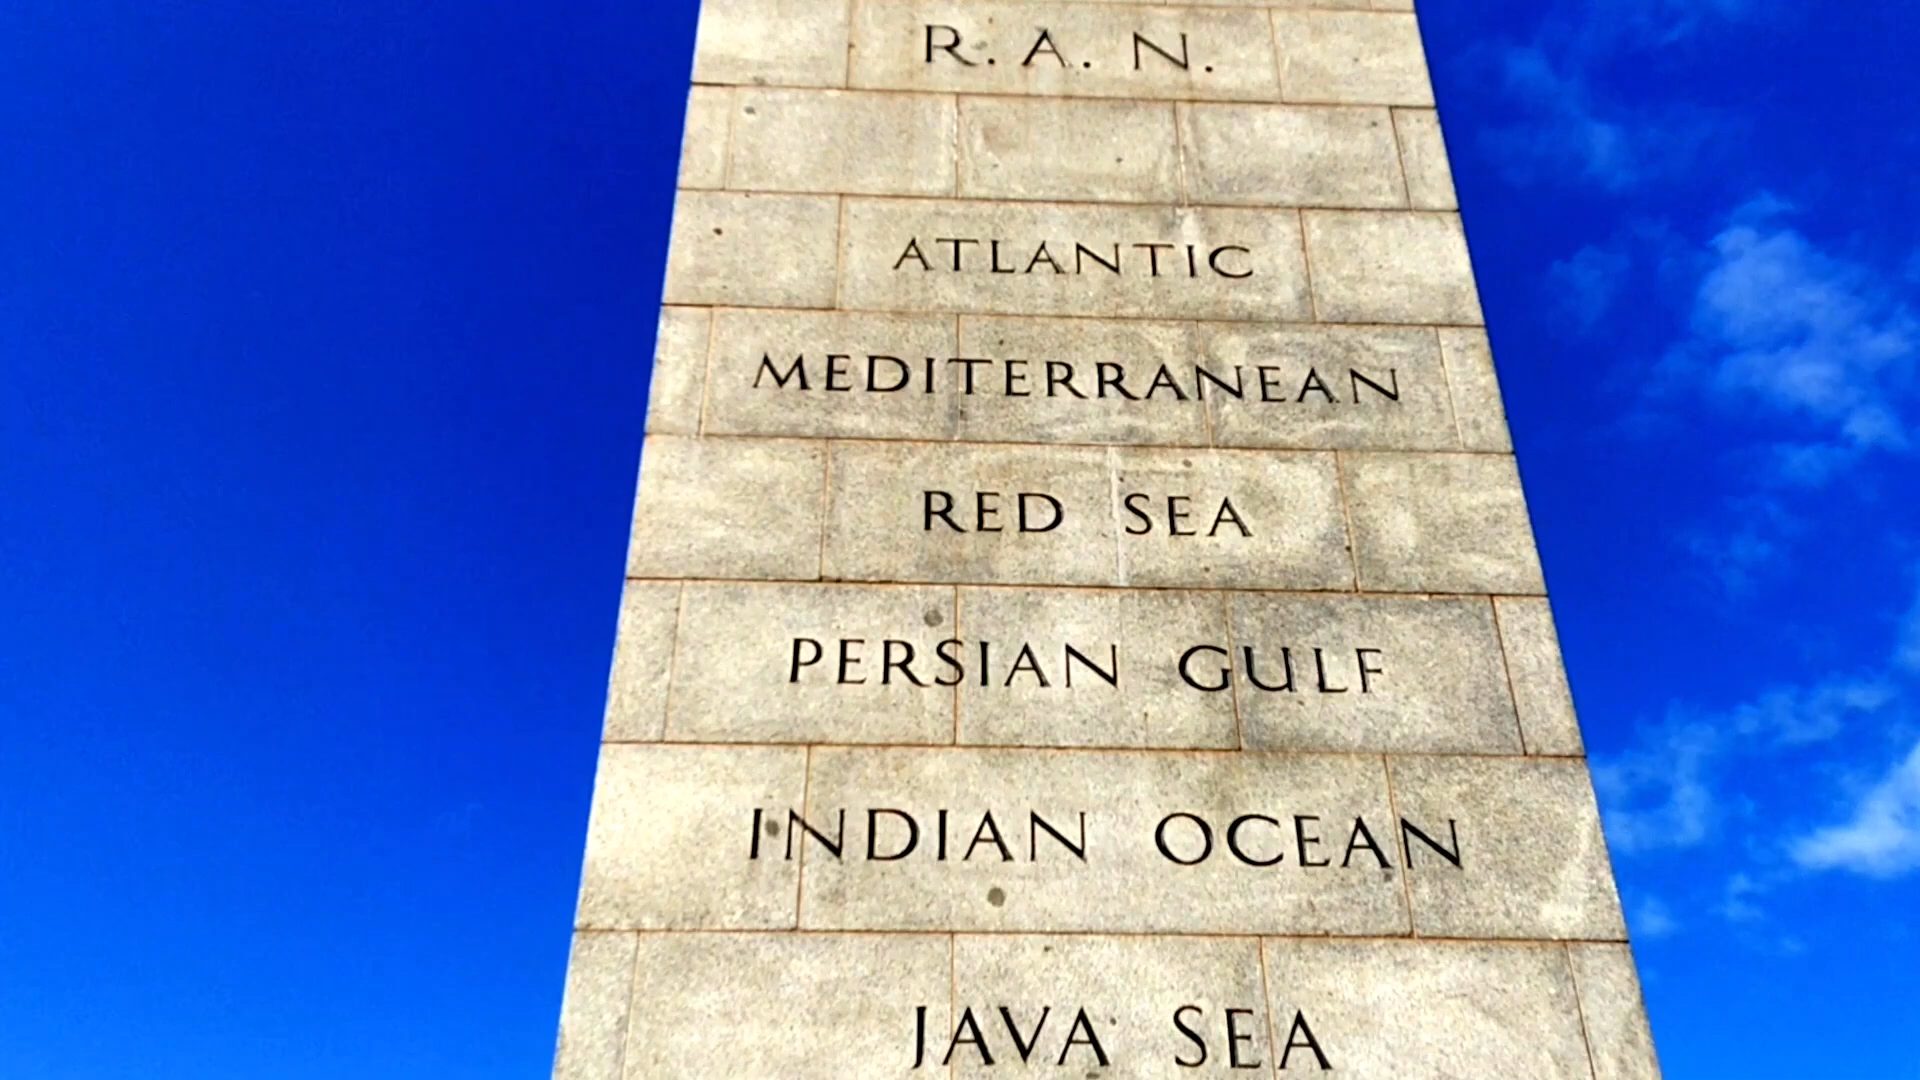 R. A. N.
ATLANTIC
MEDITERRANEAN
RED SEA
PERSIAN GULF
INDIAN OCEAN
JAVA SEA